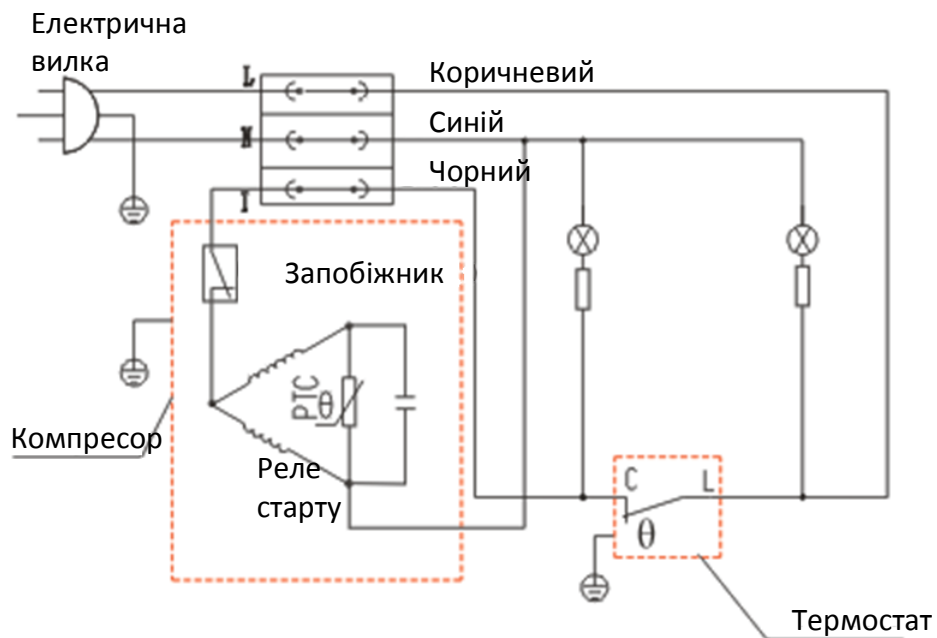 Електрична
вилка
L
Коричневий
N
Синій
I
Чорний
Запобіжник
PTC
θ
Компресор
Реле
старту
C
L
θ
Термостат